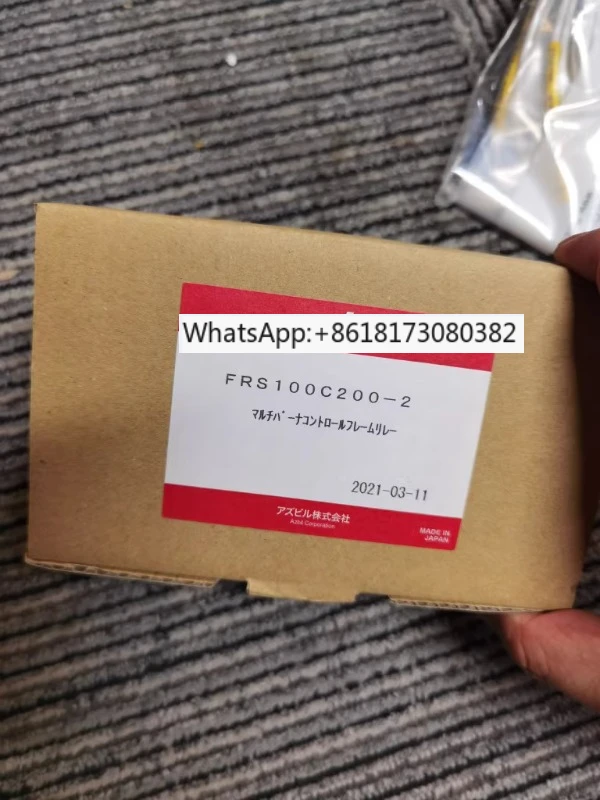 WhatsApp:+8618173080382
FRS100C200-2
ﾏﾙﾁﾊﾞｰﾅｺﾝﾄﾛｰﾙﾌﾚｰﾑﾘﾚｰ
2021-03-11
アズビル株式会社
Azbil Corporation
MADE IN
JAPAN